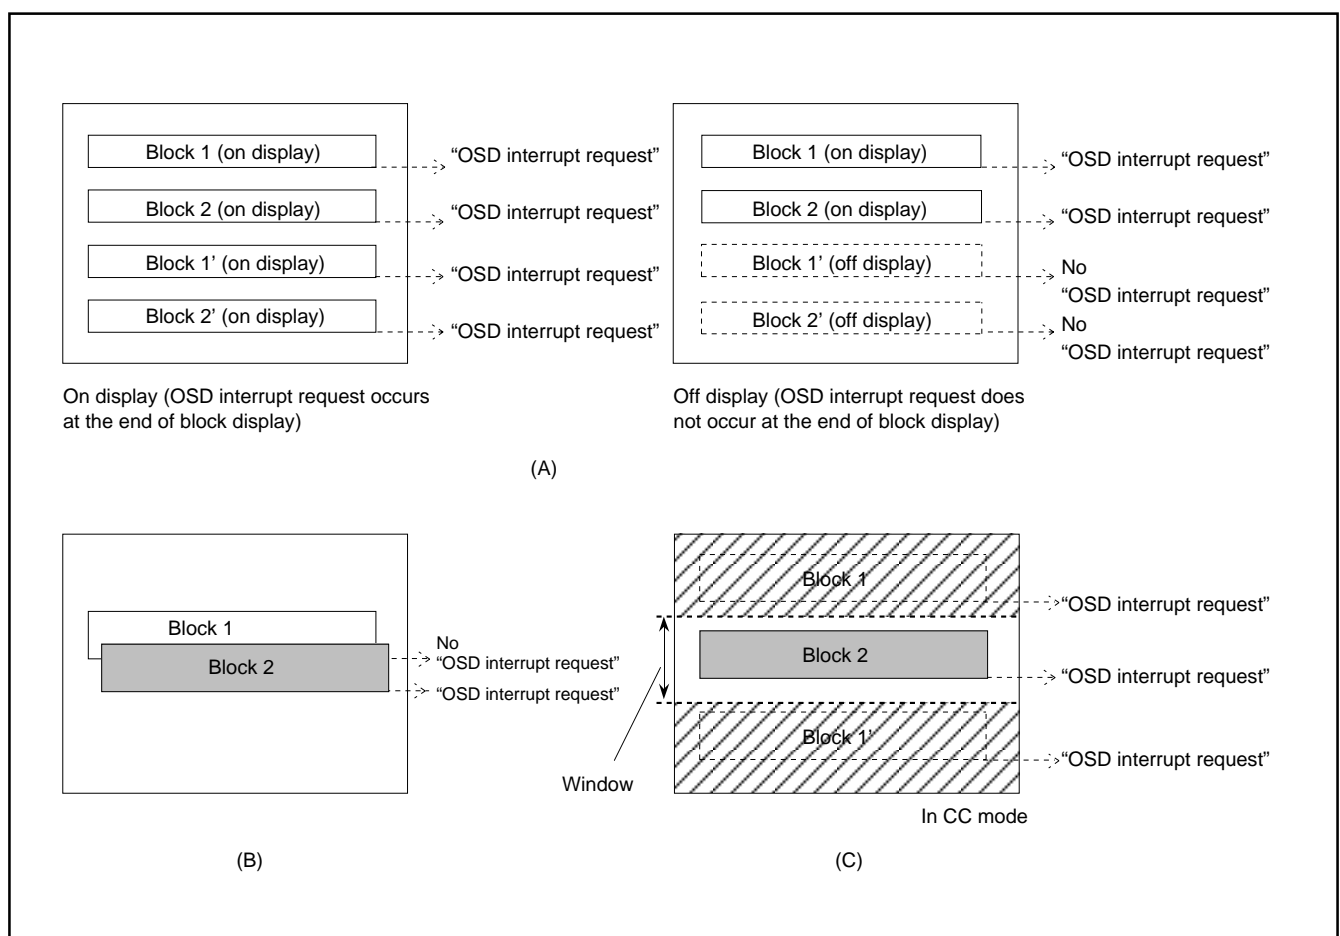 Block 1 (on display)
“OSD interrupt request”
Block 2 (on display)
“OSD interrupt request”
Block 1’ (on display)
“OSD interrupt request”
Block 2’ (on display)
“OSD interrupt request”
On display (OSD interrupt request occurs
at the end of block display)
Block 1 (on display)
“OSD interrupt request”
Block 2 (on display)
“OSD interrupt request”
Block 1’ (off display)
No
“OSD interrupt request”
Block 2’ (off display)
No
“OSD interrupt request”
Off display (OSD interrupt request does
not occur at the end of block display)
(A)
Block 1
Block 2
No
“OSD interrupt request”
“OSD interrupt request”
(B)
Block 1
“OSD interrupt request”
Block 2
“OSD interrupt request”
Block 1’
“OSD interrupt request”
Window
In CC mode
(C)